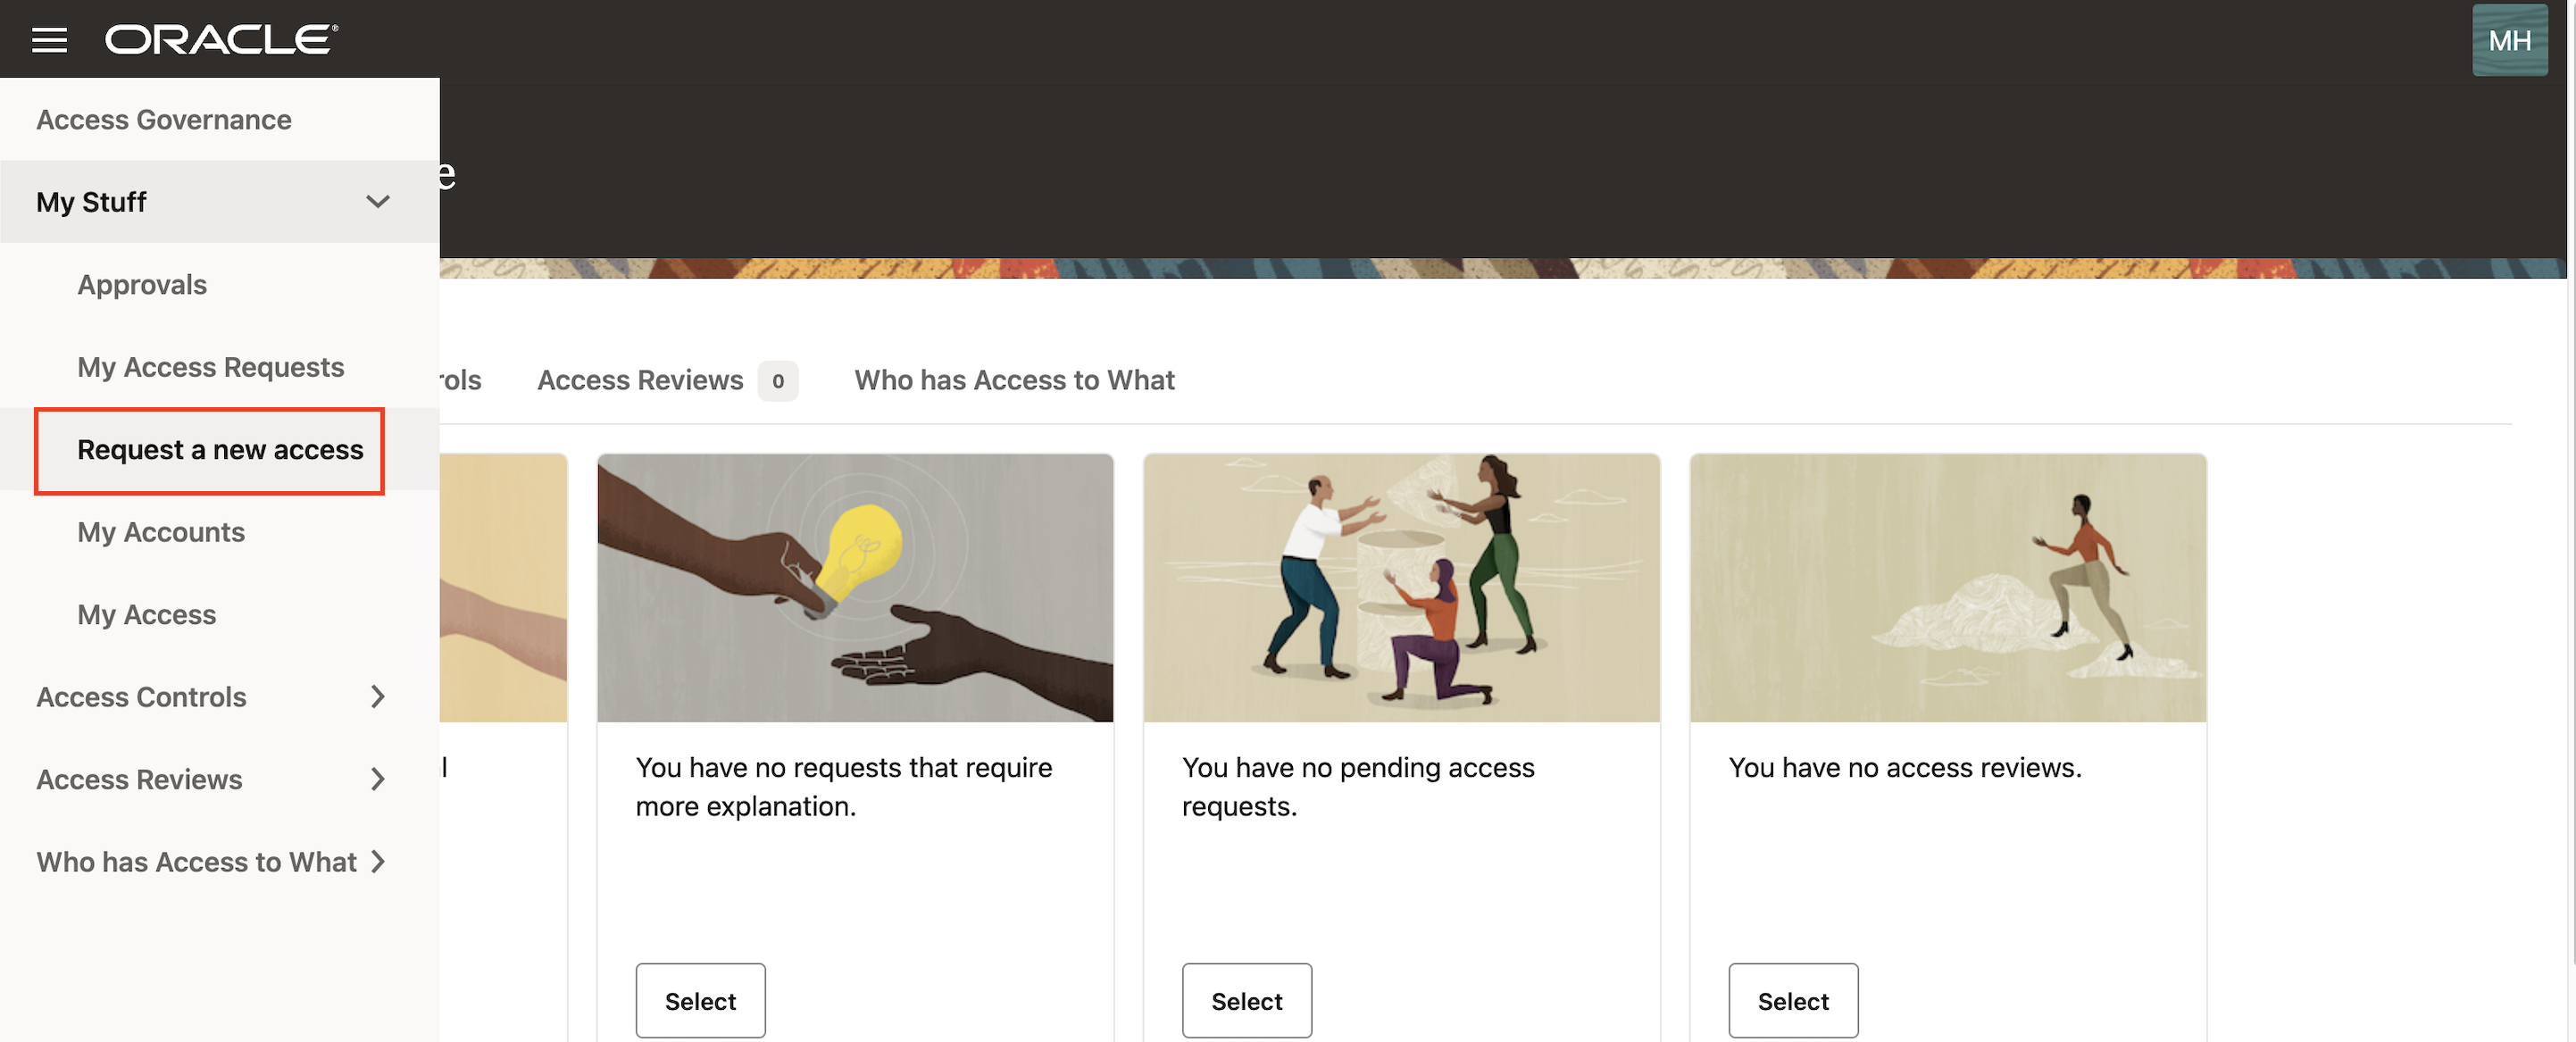 ORACLE
MH
Access Governance
My Stuff
Approvals
My Access Requests
Request a new access
My Accounts
My Access
Access Controls
Access Reviews
Who has Access to What
e
rols
Access Reviews 0
Who has Access to What
l
You have no requests that require
more explanation.
Select
You have no pending access
requests.
Select
You have no access reviews.
Select